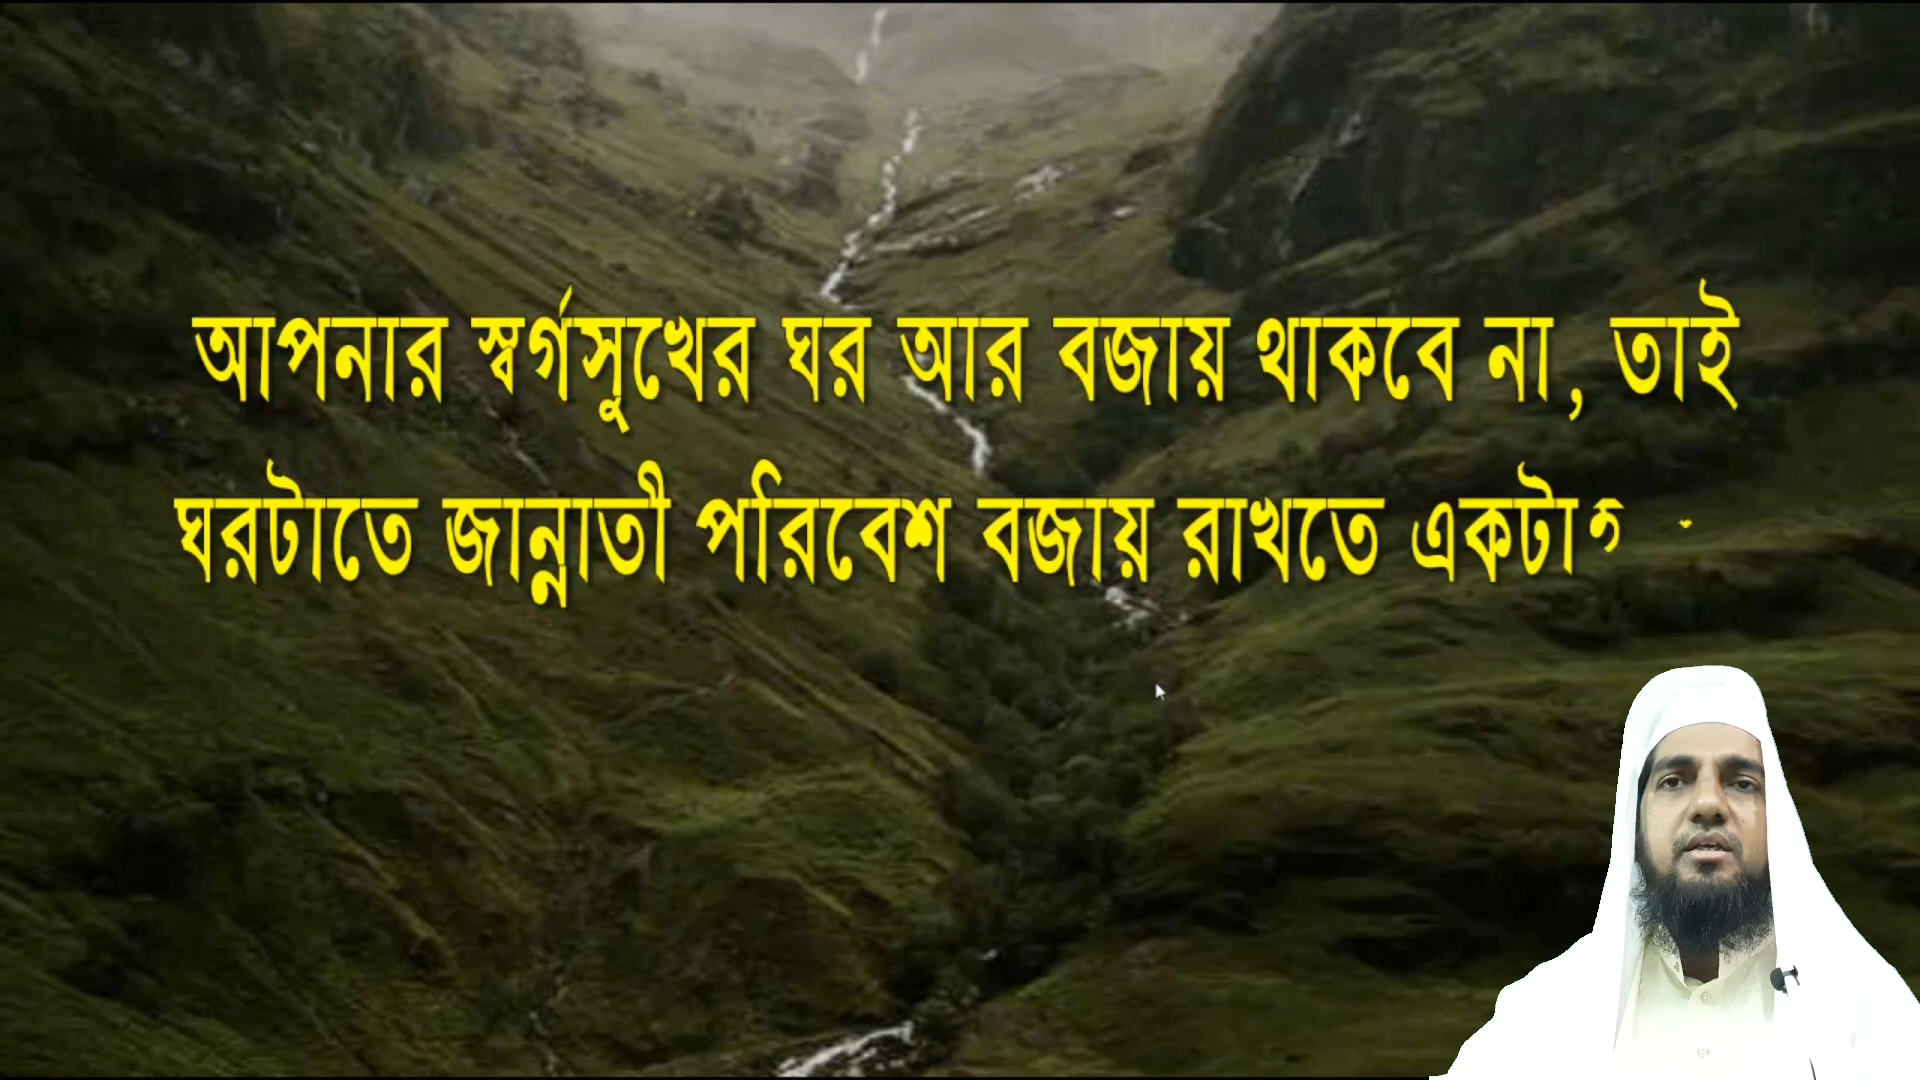 আপনার স্বর্গসুখের ঘর আর বজায় থাকবে না, তাই
ঘরটাতে জান্নাতী পরিবেশ বজায় রাখতে একটা